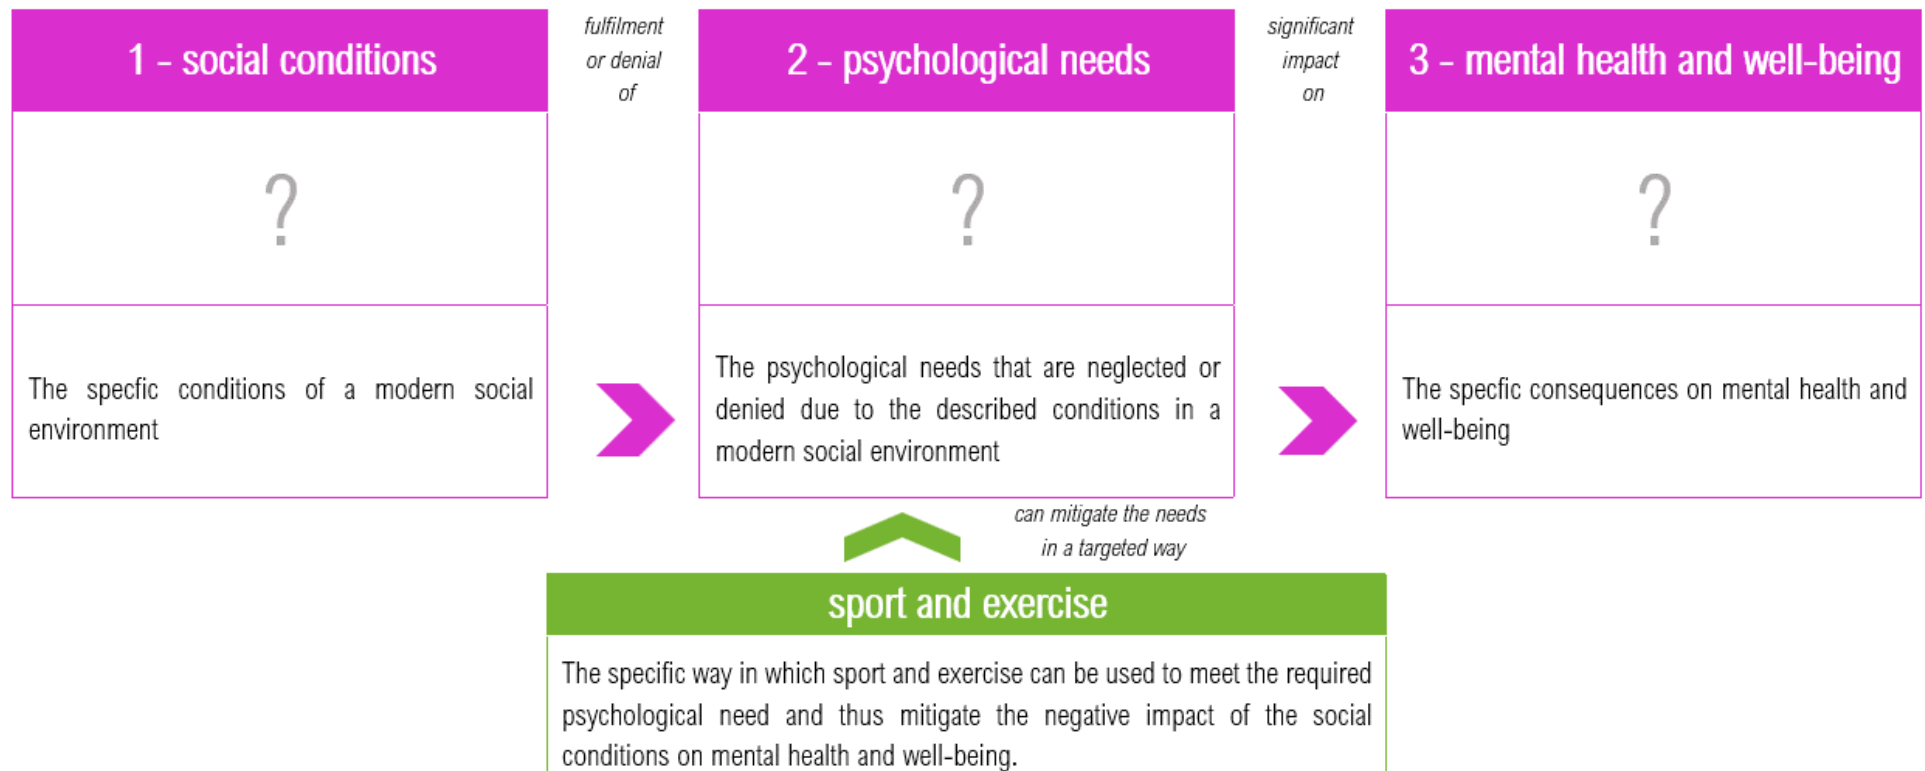 1 - social conditions
fulfilment
or denial
of
2 - psychological needs
significant
impact
on
3 - mental health and well-being
?
?
?
The specfic conditions of a modern social
environment
The psychological needs that are neglected or
denied due to the described conditions in a
modern social environment
The specfic consequences on mental health and
well-being
can mitigate the needs
in a targeted way
sport and exercise
The specific way in which sport and exercise can be used to meet the required
psychological need and thus mitigate the negative impact of the social
conditions on mental health and well-being.